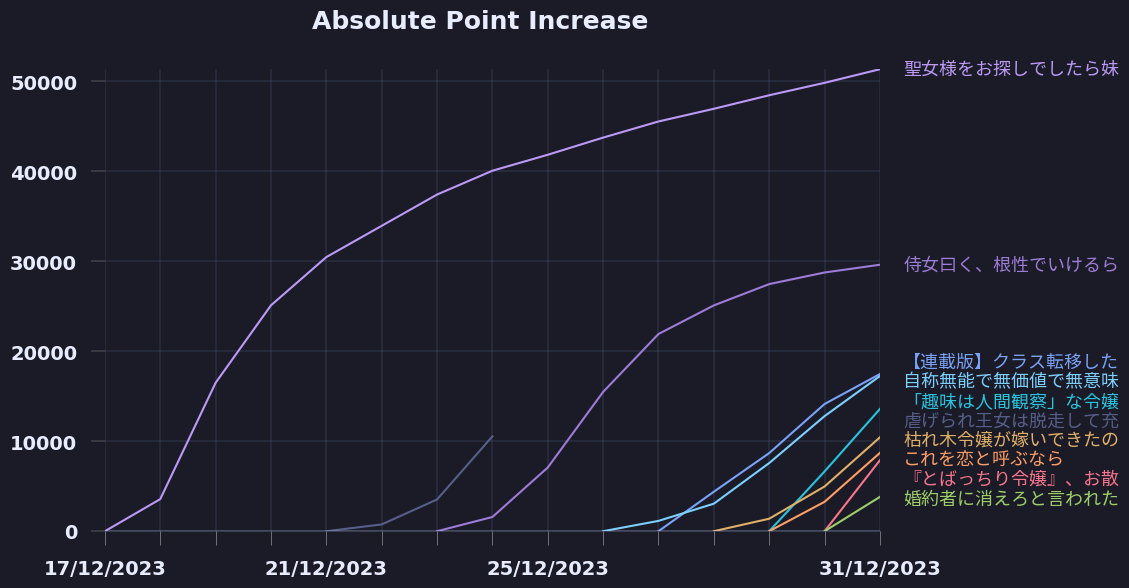 Absolute Point Increase
50000
40000
30000
20000
10000
0
17/12/2023
21/12/2023
25/12/2023
31/12/2023
聖女様をお探しでしたら妹
侍女曰く、根性でいけるら
【連載版】クラス転移した
自称無能で無価値で無意味
「趣味は人間観察」な令嬢
虐げられ王女は脱走して充
枯れ木令嬢が嫁いできたの
これを恋と呼ぶなら
『とばっちり令嬢』、お散
婚約者に消えろと言われた